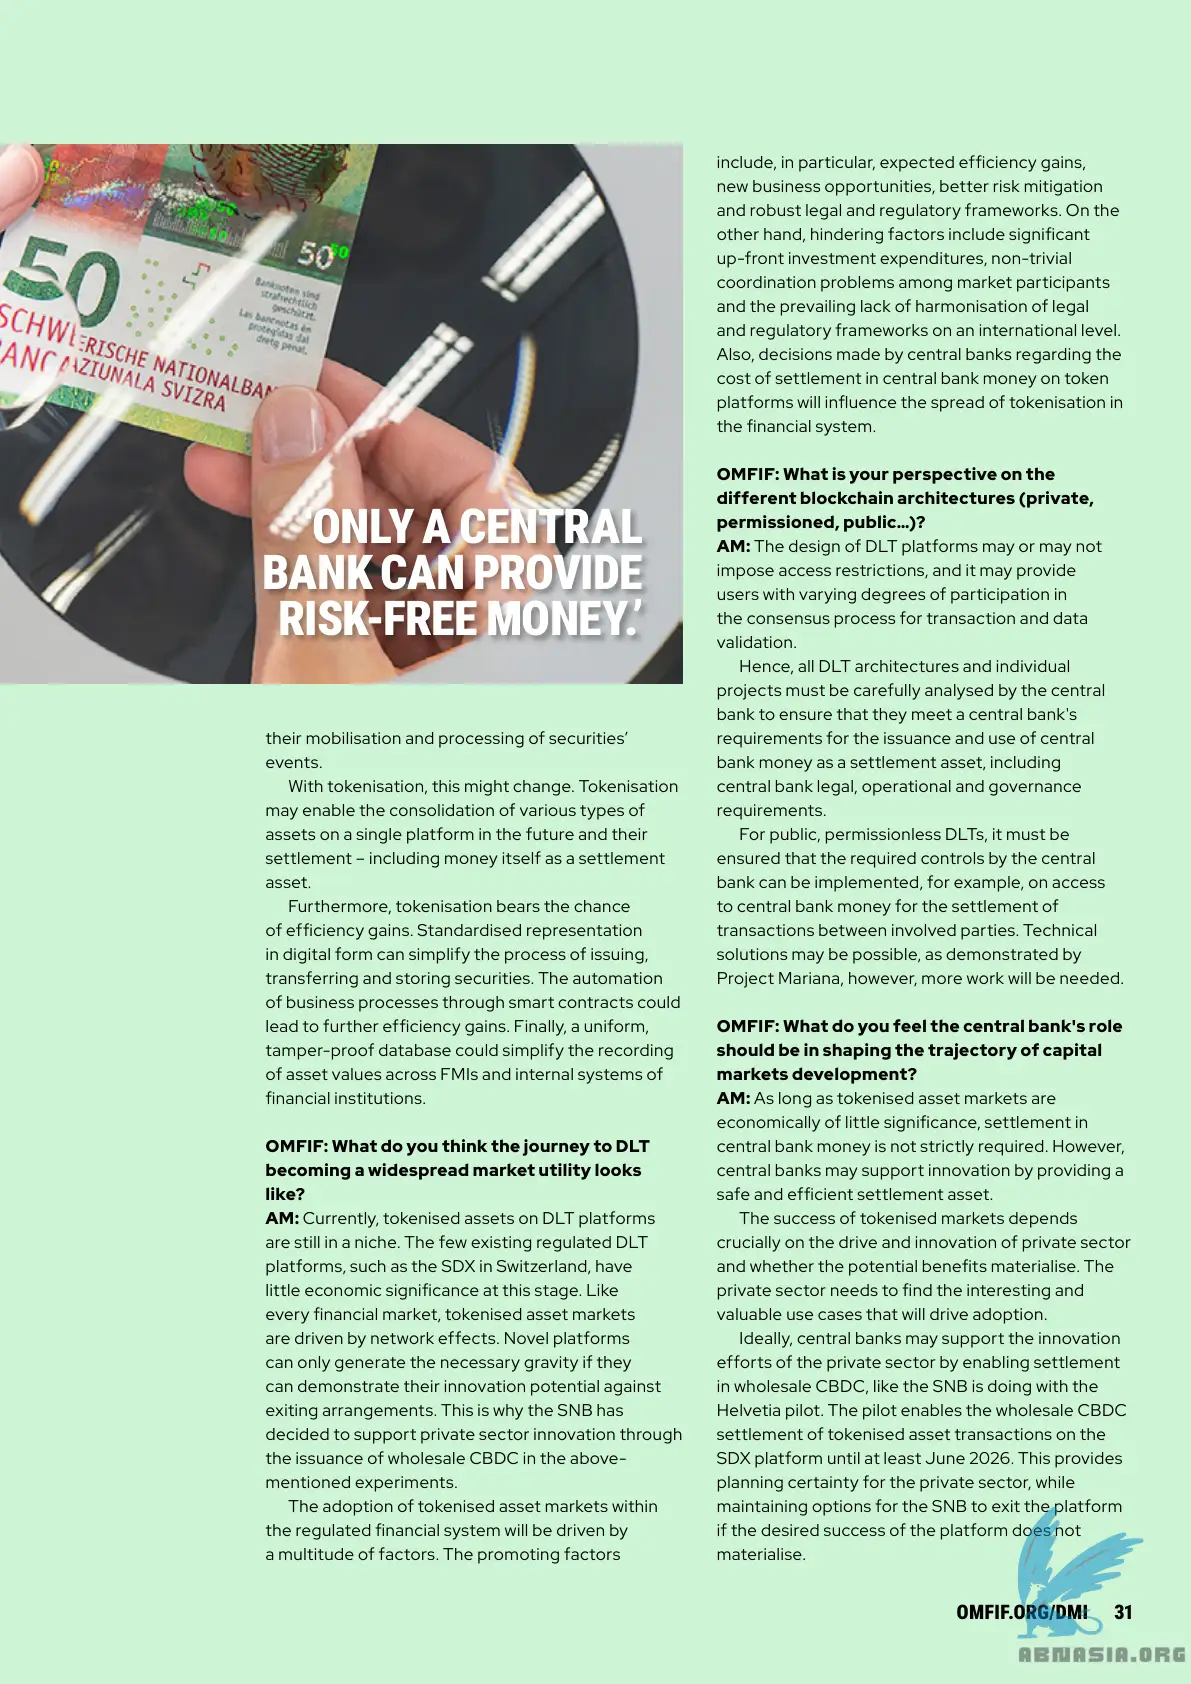 50
50
50
50
50
SCHWEIZERISCHE NATIONALBAN
BANCA NAZIUNALA SVIZRA
Banknoten sind
strafrechtlich
geschützt.
Las bancnotas èn
protegidas dal
dretg penal.
‘ONLY A CENTRAL
BANK CAN PROVIDE
RISK-FREE MONEY.’
their mobilisation and processing of securities’
events.
With tokenisation, this might change. Tokenisation
may enable the consolidation of various types of
assets on a single platform in the future and their
settlement – including money itself as a settlement
asset.
Furthermore, tokenisation bears the chance
of efficiency gains. Standardised representation
in digital form can simplify the process of issuing,
transferring and storing securities. The automation
of business processes through smart contracts could
lead to further efficiency gains. Finally, a uniform,
tamper-proof database could simplify the recording
of asset values across FMIs and internal systems of
financial institutions.
OMFIF: What do you think the journey to DLT
becoming a widespread market utility looks
like?
AM: Currently, tokenised assets on DLT platforms
are still in a niche. The few existing regulated DLT
platforms, such as the SDX in Switzerland, have
little economic significance at this stage. Like
every financial market, tokenised asset markets
are driven by network effects. Novel platforms
can only generate the necessary gravity if they
can demonstrate their innovation potential against
exiting arrangements. This is why the SNB has
decided to support private sector innovation through
the issuance of wholesale CBDC in the above-
mentioned experiments.
The adoption of tokenised asset markets within
the regulated financial system will be driven by
a multitude of factors. The promoting factors
include, in particular, expected efficiency gains,
new business opportunities, better risk mitigation
and robust legal and regulatory frameworks. On the
other hand, hindering factors include significant
up-front investment expenditures, non-trivial
coordination problems among market participants
and the prevailing lack of harmonisation of legal
and regulatory frameworks on an international level.
Also, decisions made by central banks regarding the
cost of settlement in central bank money on token
platforms will influence the spread of tokenisation in
the financial system.
OMFIF: What is your perspective on the
different blockchain architectures (private,
permissioned, public…)?
AM: The design of DLT platforms may or may not
impose access restrictions, and it may provide
users with varying degrees of participation in
the consensus process for transaction and data
validation.
Hence, all DLT architectures and individual
projects must be carefully analysed by the central
bank to ensure that they meet a central bank's
requirements for the issuance and use of central
bank money as a settlement asset, including
central bank legal, operational and governance
requirements.
For public, permissionless DLTs, it must be
ensured that the required controls by the central
bank can be implemented, for example, on access
to central bank money for the settlement of
transactions between involved parties. Technical
solutions may be possible, as demonstrated by
Project Mariana, however, more work will be needed.
OMFIF: What do you feel the central bank's role
should be in shaping the trajectory of capital
markets development?
AM: As long as tokenised asset markets are
economically of little significance, settlement in
central bank money is not strictly required. However,
central banks may support innovation by providing a
safe and efficient settlement asset.
The success of tokenised markets depends
crucially on the drive and innovation of private sector
and whether the potential benefits materialise. The
private sector needs to find the interesting and
valuable use cases that will drive adoption.
Ideally, central banks may support the innovation
efforts of the private sector by enabling settlement
in wholesale CBDC, like the SNB is doing with the
Helvetia pilot. The pilot enables the wholesale CBDC
settlement of tokenised asset transactions on the
SDX platform until at least June 2026. This provides
planning certainty for the private sector, while
maintaining options for the SNB to exit the platform
if the desired success of the platform does not
materialise.
OMFIF.ORG/DMI 31
ABNASIA.ORG